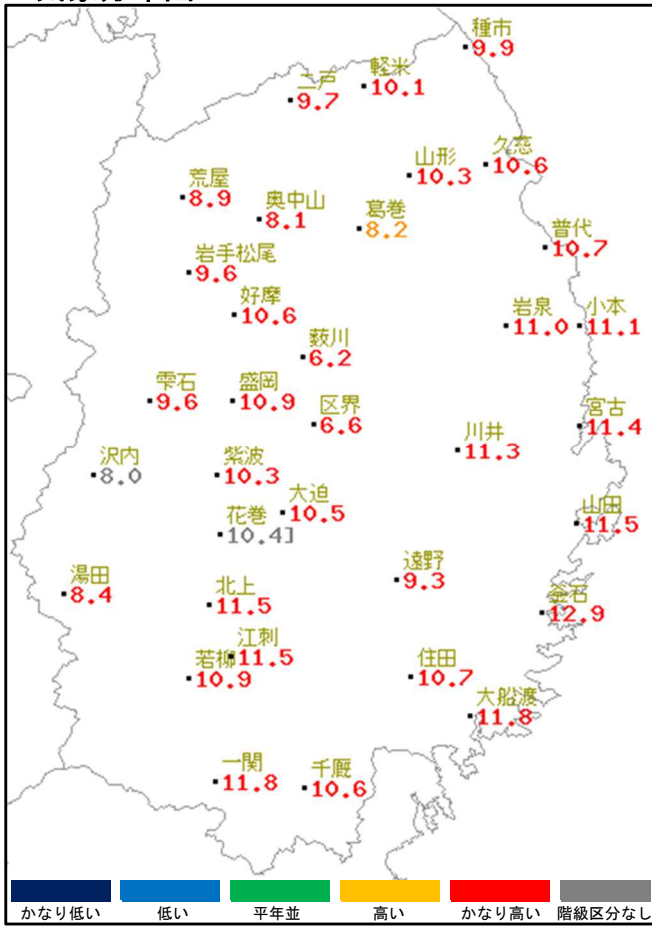 種市
9.9
軽米
10.1
二戸
9.7
久慈
10.6
山形
10.3
荒屋
8.9
奥中山
8.1
葛巻
8.2
普代
10.7
岩手松尾
9.6
好摩
10.6
岩泉
11.0
小本
11.1
薮川
6.2
雫石
9.6
盛岡
10.9
区界
6.6
宮古
11.4
川井
11.3
沢内
8.0
紫波
10.3
大迫
10.5
山田
11.5
花巻
10.4]
遠野
9.3
湯田
8.4
北上
11.5
釜石
12.9
江刺
11.5
若柳
10.9
住田
10.7
大船渡
11.8
一関
11.8
千厩
10.6
かなり低い 低い 平年並 高い かなり高い 階級区分なし